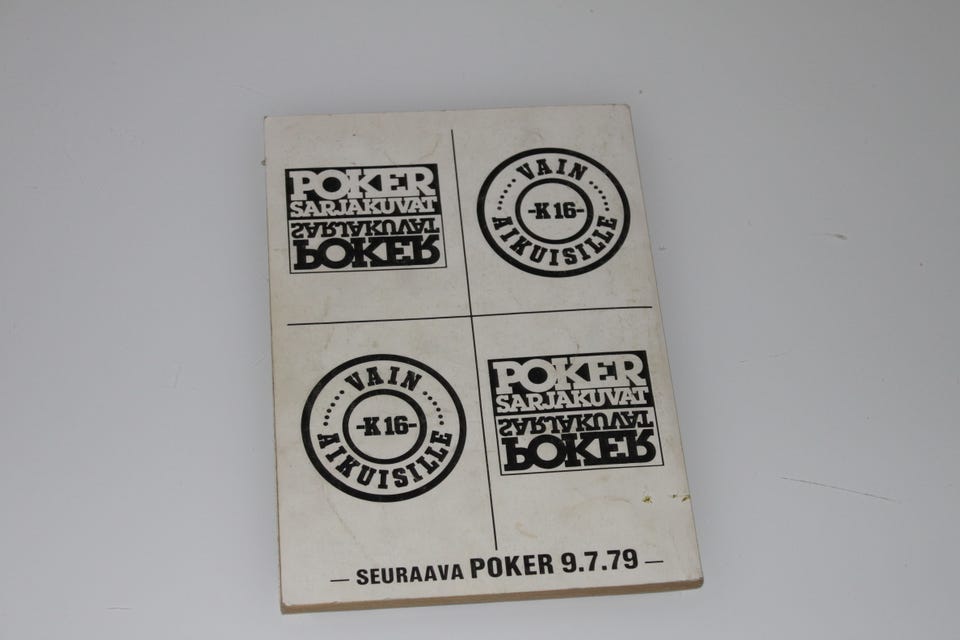 POKER
SARJAKUVAT
SARJAKUVAT
POKER
VAIN
-K 16-
AIKUISILLE
VAIN
-K 16-
AIKUISILLE
POKER
SARJAKUVAT
SARJAKUVAT
POKER
— SEURAAVA POKER 9.7.79 —